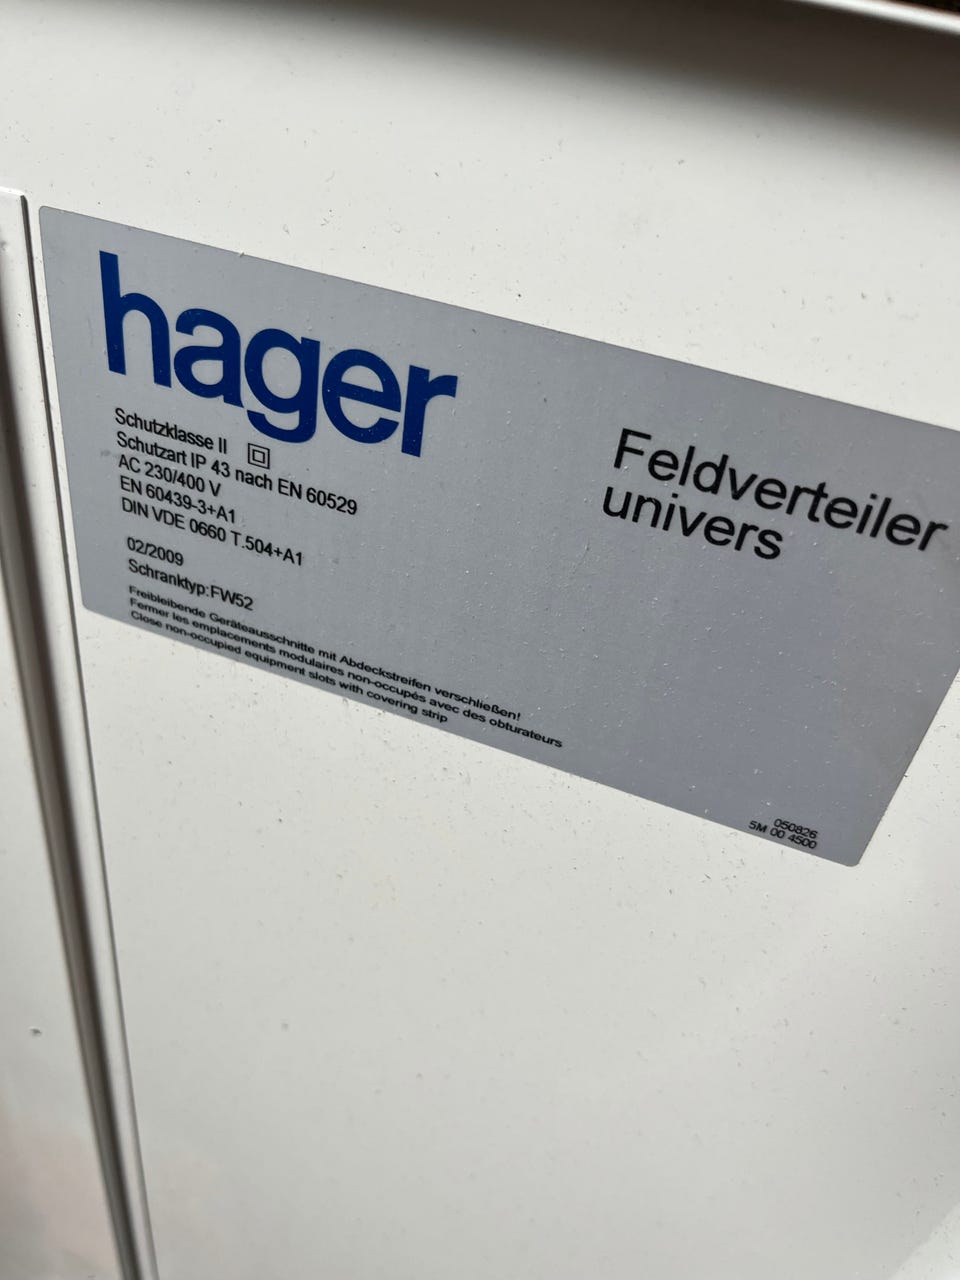 hager
Schutzklasse II
Schutzart IP 43 nach EN 60529
AC 230/400 V
EN 60439-3+A1
DIN VDE 0660 T.504+A1
02/2009
Schranktyp:FW52
Freibleibende Geräteausschnitte mit Abdeckstreifen verschließen!
Fermer les emplacements modulaires non-occupés avec des obturateurs
Close non-occupied equipment slots with covering strip
Feldverteiler
univers
050826
5M 00 4500